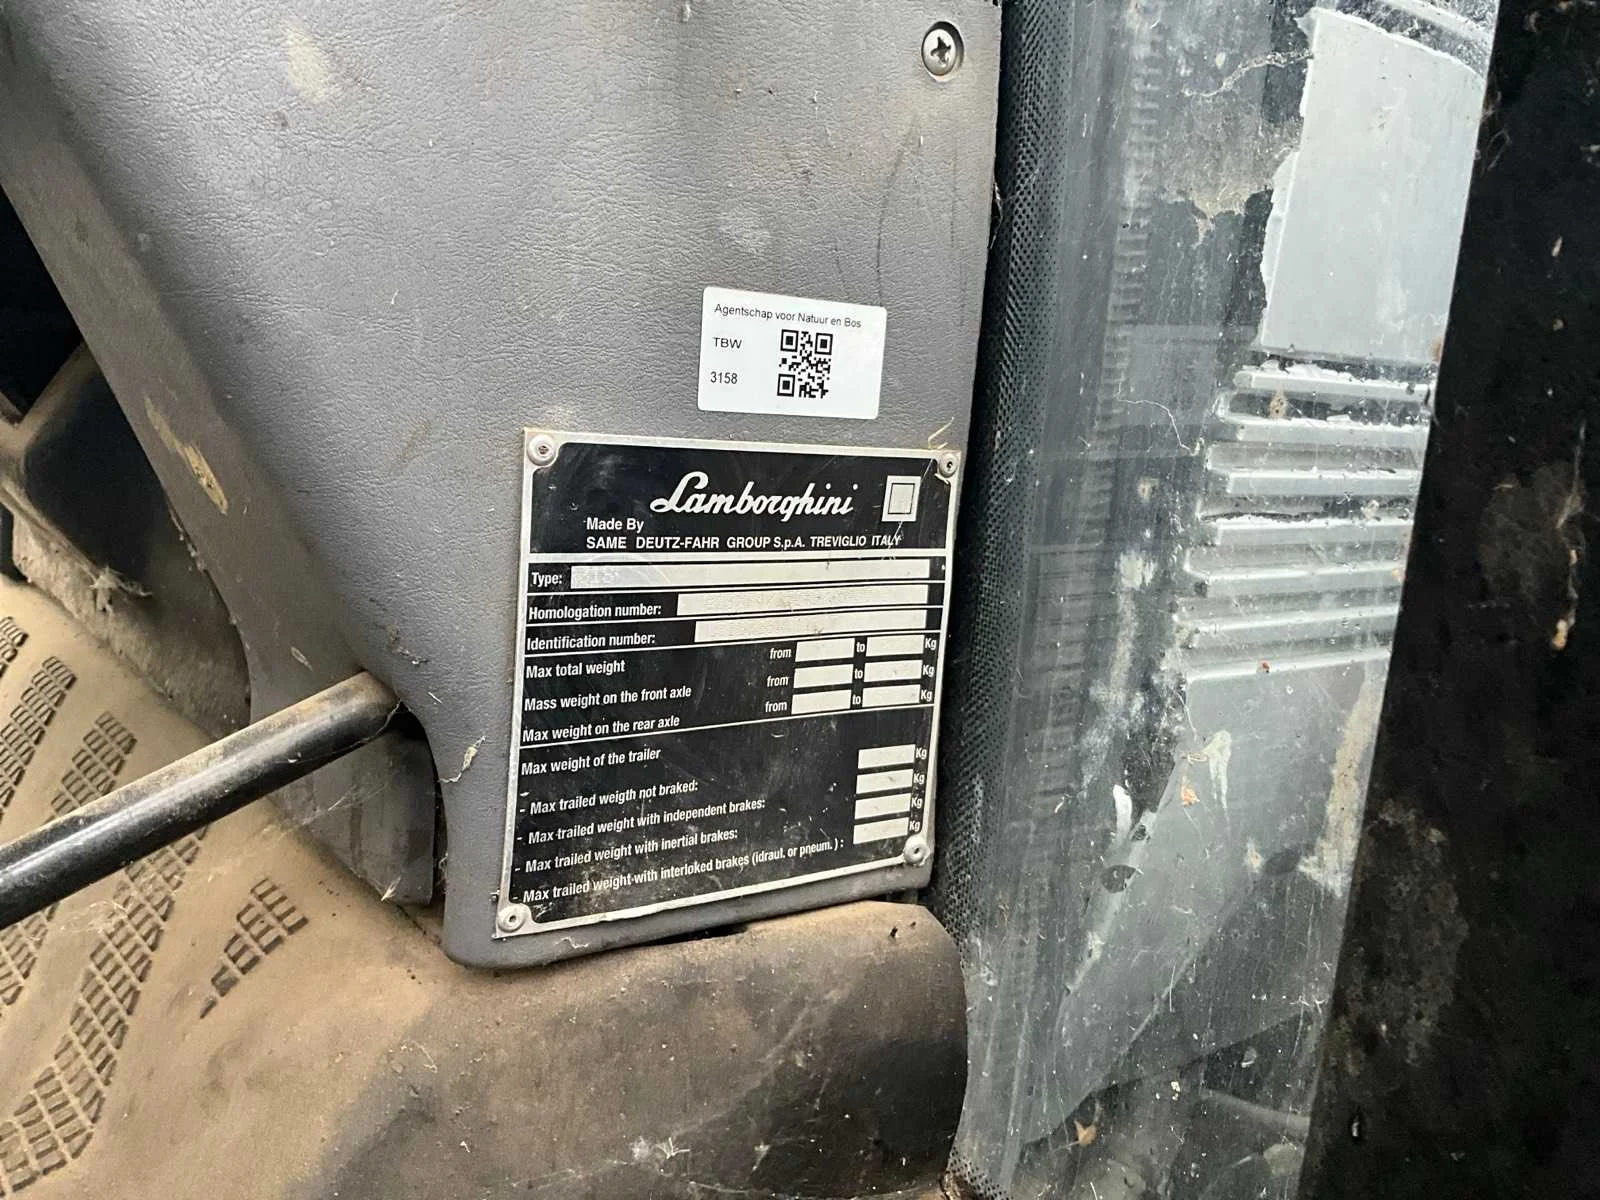 Agentschap voor Natuur en Bos
TBW
3158
Lamborghini
Made By
SAME DEUTZ-FAHR GROUP S.p.A. TREVIGLIO ITALY
Type:
Homologation number:
Identification number:
Max total weight from to Kg
Mass weight on the front axle from to Kg
Max weight on the rear axle from to Kg
Max weight of the trailer
- Max trailed weigth not braked: Kg
- Max trailed weight with independent brakes: Kg
- Max trailed weight with inertial brakes: Kg
- Max trailed weight with interloked brakes (idraul. or pneum. ) : Kg